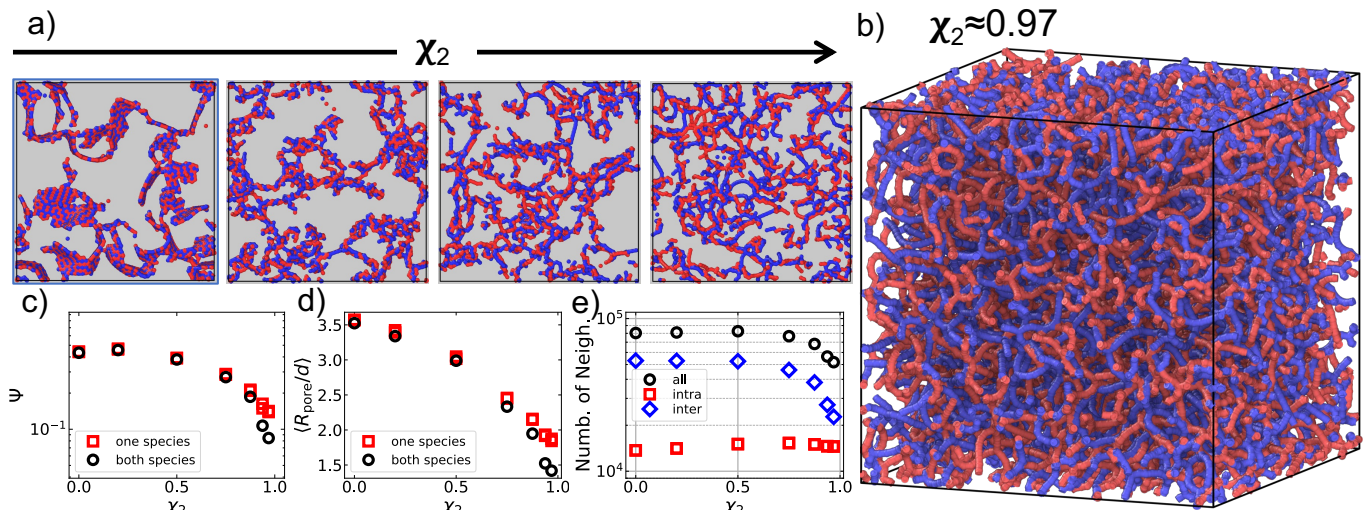 a)
χ₂
b)
χ₂≈0.97
c)
Ψ
10⁻¹
one species
both species
0.0
0.5
1.0
χ₂
d)
⟨R_pore/d⟩
3.5
3.0
2.5
2.0
1.5
one species
both species
0.0
0.5
1.0
χ₂
e)
Numb. of Neigh.
10⁵
10⁴
all
intra
inter
0.0
0.5
1.0
χ₂